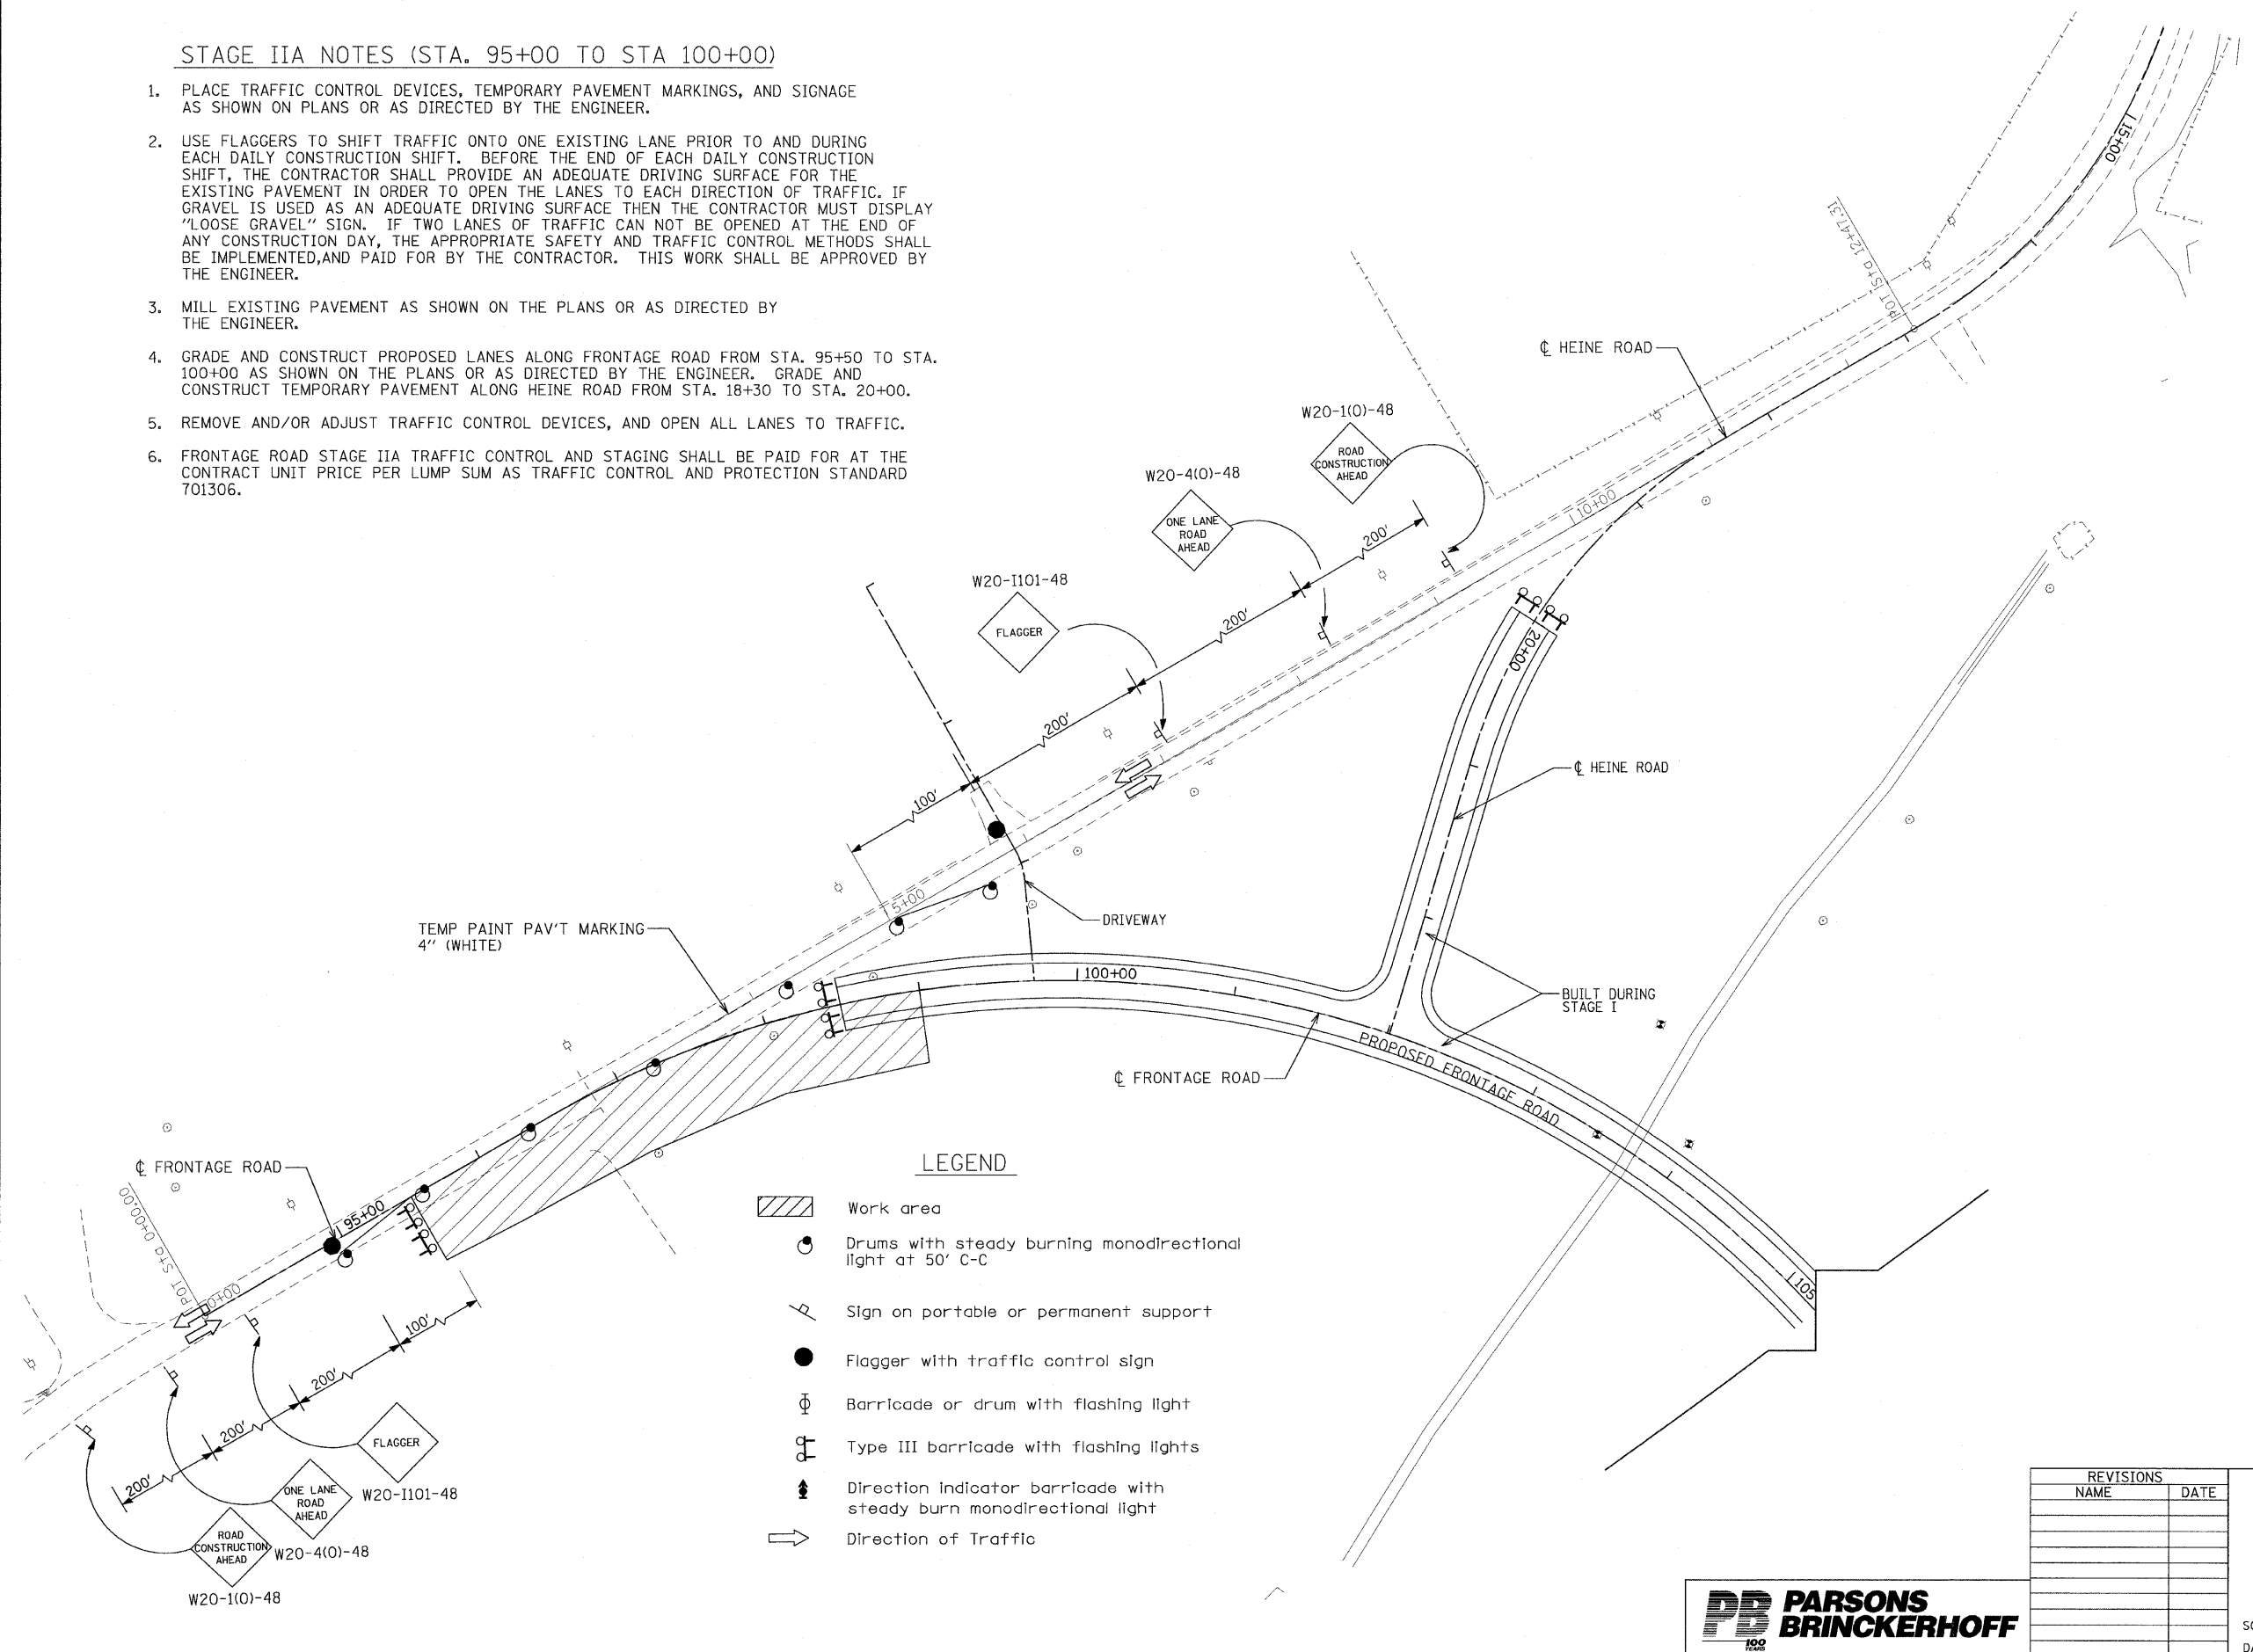 STAGE IIA NOTES (STA. 95+00 TO STA 100+00)
1. PLACE TRAFFIC CONTROL DEVICES, TEMPORARY PAVEMENT MARKINGS, AND SIGNAGE
AS SHOWN ON PLANS OR AS DIRECTED BY THE ENGINEER.
2. USE FLAGGERS TO SHIFT TRAFFIC ONTO ONE EXISTING LANE PRIOR TO AND DURING
EACH DAILY CONSTRUCTION SHIFT. BEFORE THE END OF EACH DAILY CONSTRUCTION
SHIFT, THE CONTRACTOR SHALL PROVIDE AN ADEQUATE DRIVING SURFACE FOR THE
EXISTING PAVEMENT IN ORDER TO OPEN THE LANES TO EACH DIRECTION OF TRAFFIC. IF
GRAVEL IS USED AS AN ADEQUATE DRIVING SURFACE THEN THE CONTRACTOR MUST DISPLAY
"LOOSE GRAVEL" SIGN. IF TWO LANES OF TRAFFIC CAN NOT BE OPENED AT THE END OF
ANY CONSTRUCTION DAY, THE APPROPRIATE SAFETY AND TRAFFIC CONTROL METHODS SHALL
BE IMPLEMENTED,AND PAID FOR BY THE CONTRACTOR. THIS WORK SHALL BE APPROVED BY
THE ENGINEER.
3. MILL EXISTING PAVEMENT AS SHOWN ON THE PLANS OR AS DIRECTED BY
THE ENGINEER.
4. GRADE AND CONSTRUCT PROPOSED LANES ALONG FRONTAGE ROAD FROM STA. 95+50 TO STA.
100+00 AS SHOWN ON THE PLANS OR AS DIRECTED BY THE ENGINEER. GRADE AND
CONSTRUCT TEMPORARY PAVEMENT ALONG HEINE ROAD FROM STA. 18+30 TO STA. 20+00.
5. REMOVE AND/OR ADJUST TRAFFIC CONTROL DEVICES, AND OPEN ALL LANES TO TRAFFIC.
6. FRONTAGE ROAD STAGE IIA TRAFFIC CONTROL AND STAGING SHALL BE PAID FOR AT THE
CONTRACT UNIT PRICE PER LUMP SUM AS TRAFFIC CONTROL AND PROTECTION STANDARD
701306.
15+00
POT Sta 12+47.31
℄ HEINE ROAD
W20-1(O)-48
ROAD
CONSTRUCTION
AHEAD
W20-4(O)-48
ONE LANE
ROAD
AHEAD
W20-I101-48
FLAGGER
200'
200'
200'
100'
10+00
20+00
℄ HEINE ROAD
5+00
DRIVEWAY
TEMP PAINT PAV'T MARKING
4" (WHITE)
100+00
BUILT DURING
STAGE I
℄ FRONTAGE ROAD
PROPOSED FRONTAGE ROAD
105
℄ FRONTAGE ROAD
95+00
POT Sta 0+00.00
0+00
100'
200'
200'
200'
FLAGGER
W20-I101-48
ONE LANE
ROAD
AHEAD
W20-4(O)-48
ROAD
CONSTRUCTION
AHEAD
W20-1(O)-48
LEGEND
Work area
Drums with steady burning monodirectional
light at 50' C-C
Sign on portable or permanent support
Flagger with traffic control sign
Barricade or drum with flashing light
Type III barricade with flashing lights
Direction indicator barricade with
steady burn monodirectional light
Direction of Traffic
REVISIONS
NAME DATE
PB PARSONS
BRINCKERHOFF
100
YEARS